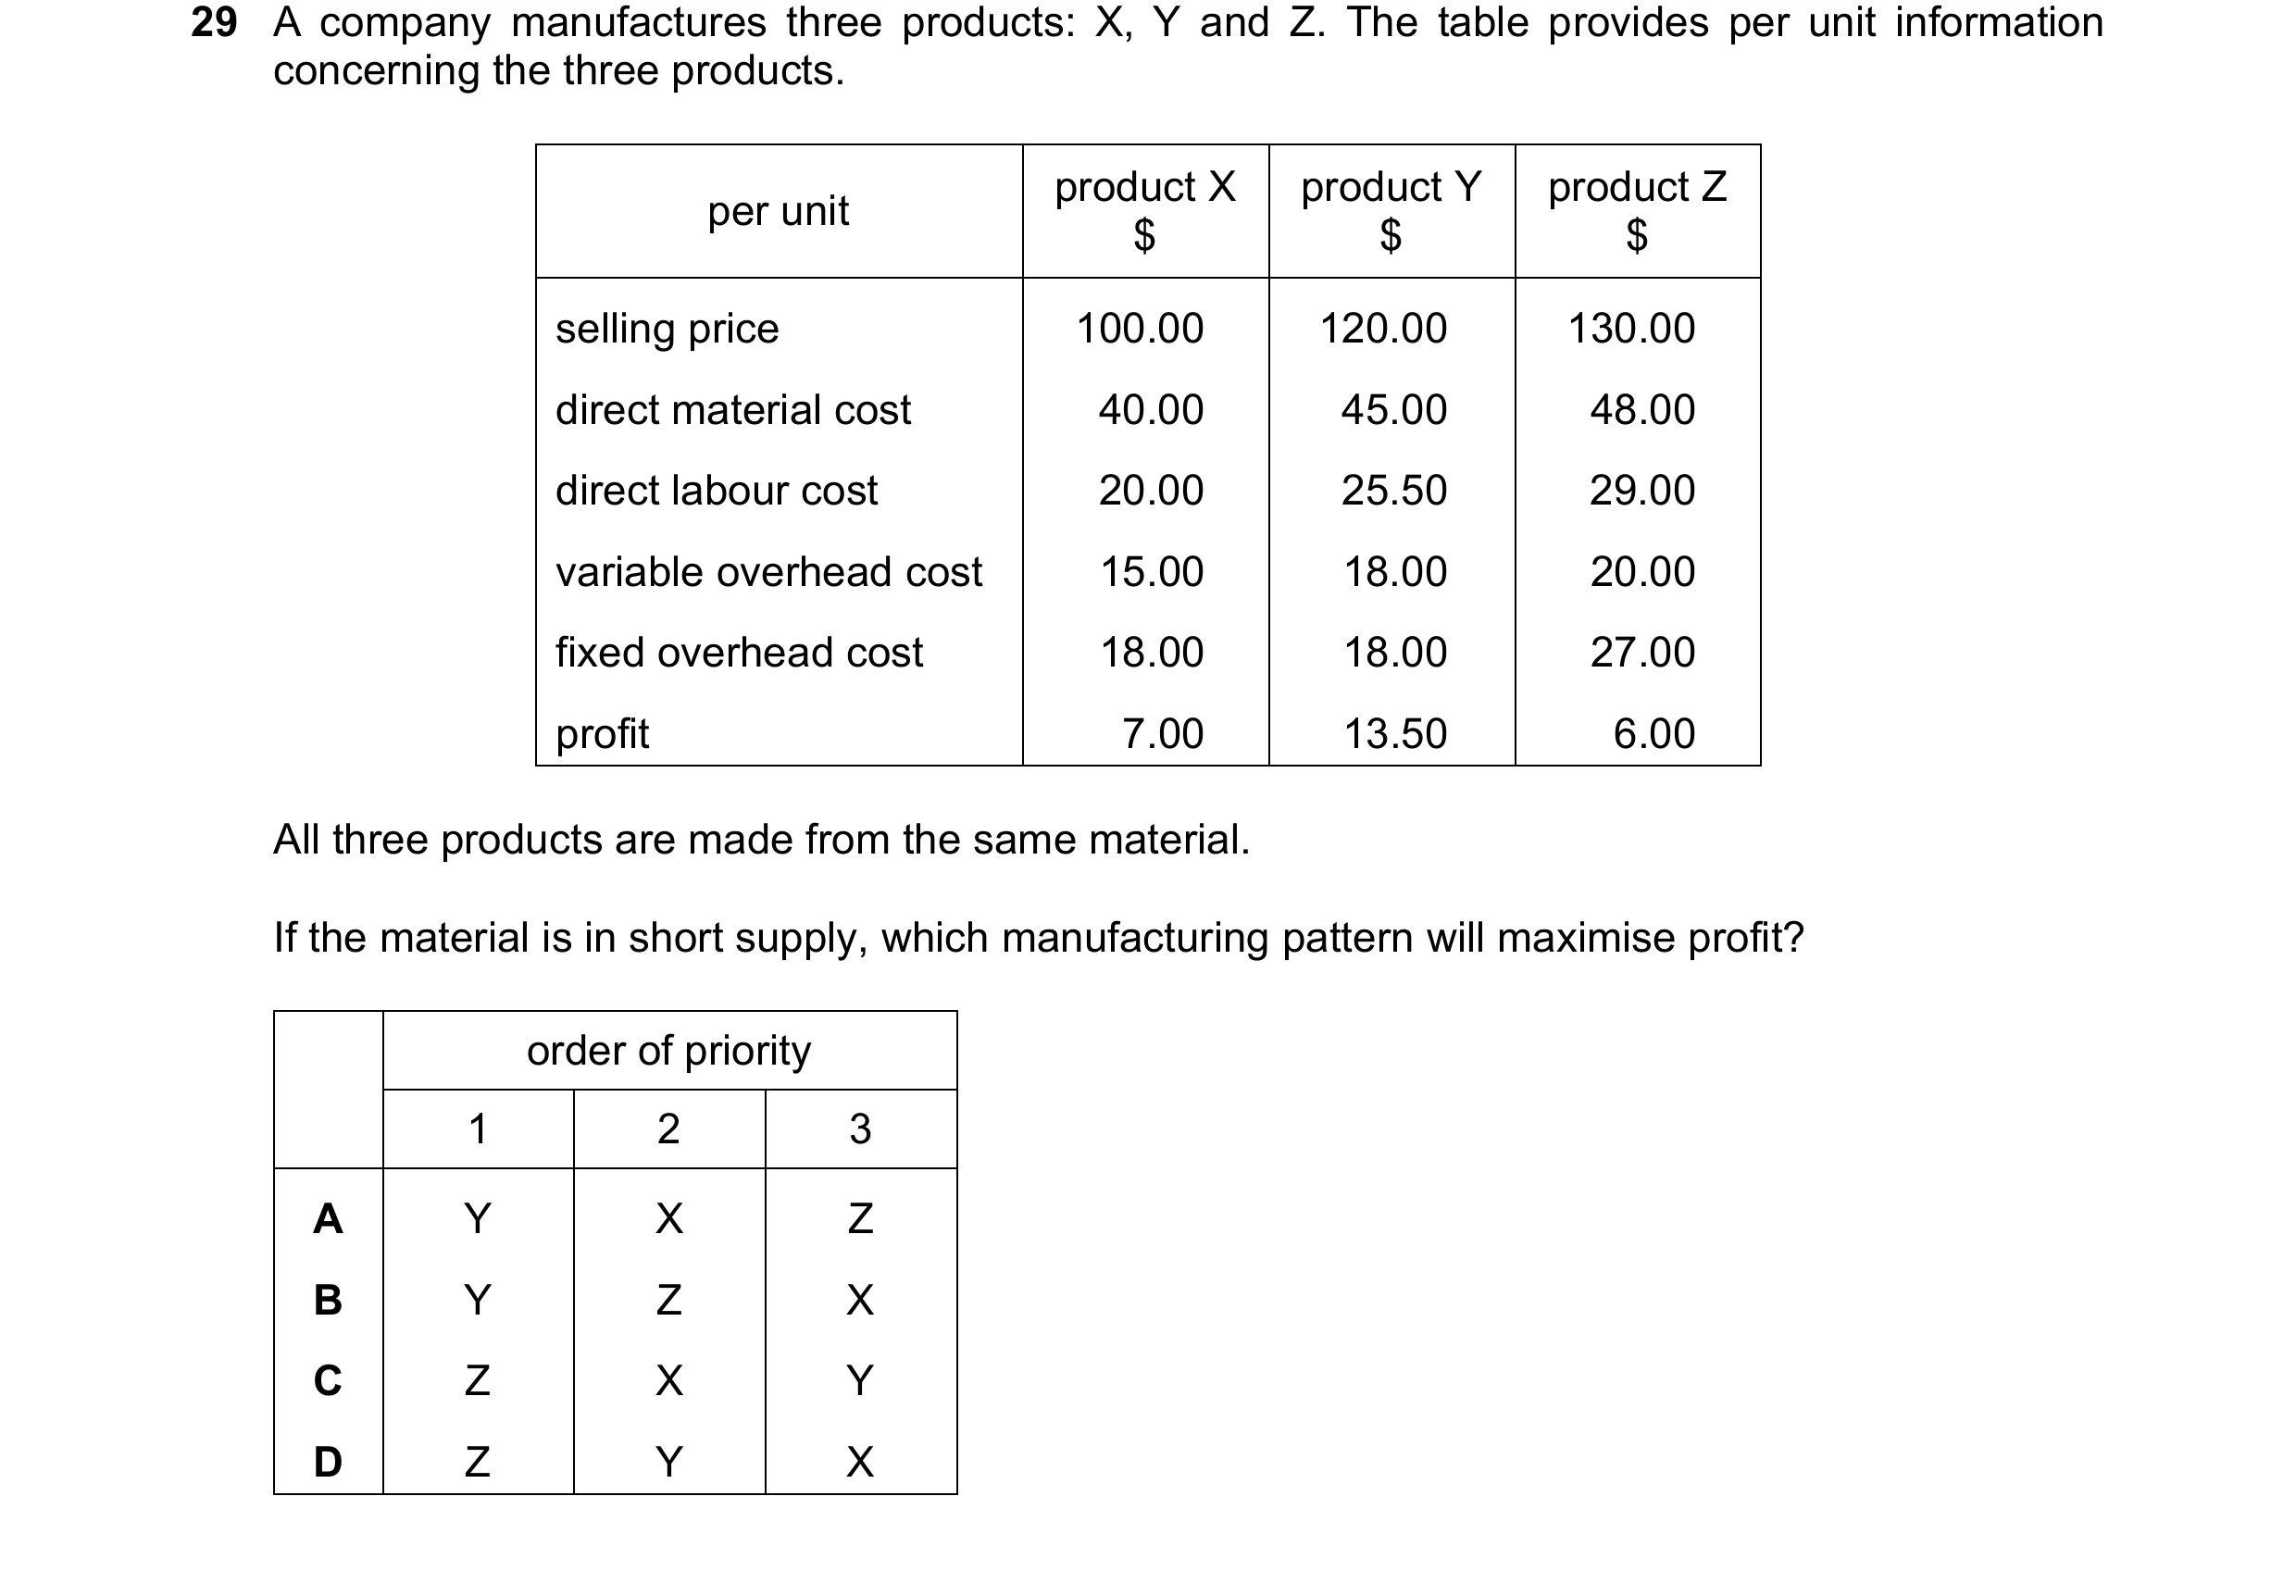 29 A company manufactures three products: X, Y and Z. The table provides per unit information
concerning the three products.
per unit product X $ product Y $ product Z $
selling price 100.00 120.00 130.00
direct material cost 40.00 45.00 48.00
direct labour cost 20.00 25.50 29.00
variable overhead cost 15.00 18.00 20.00
fixed overhead cost 18.00 18.00 27.00
profit 7.00 13.50 6.00
All three products are made from the same material.
If the material is in short supply, which manufacturing pattern will maximise profit?
order of priority
1 2 3
A Y X Z
B Y Z X
C Z X Y
D Z Y X